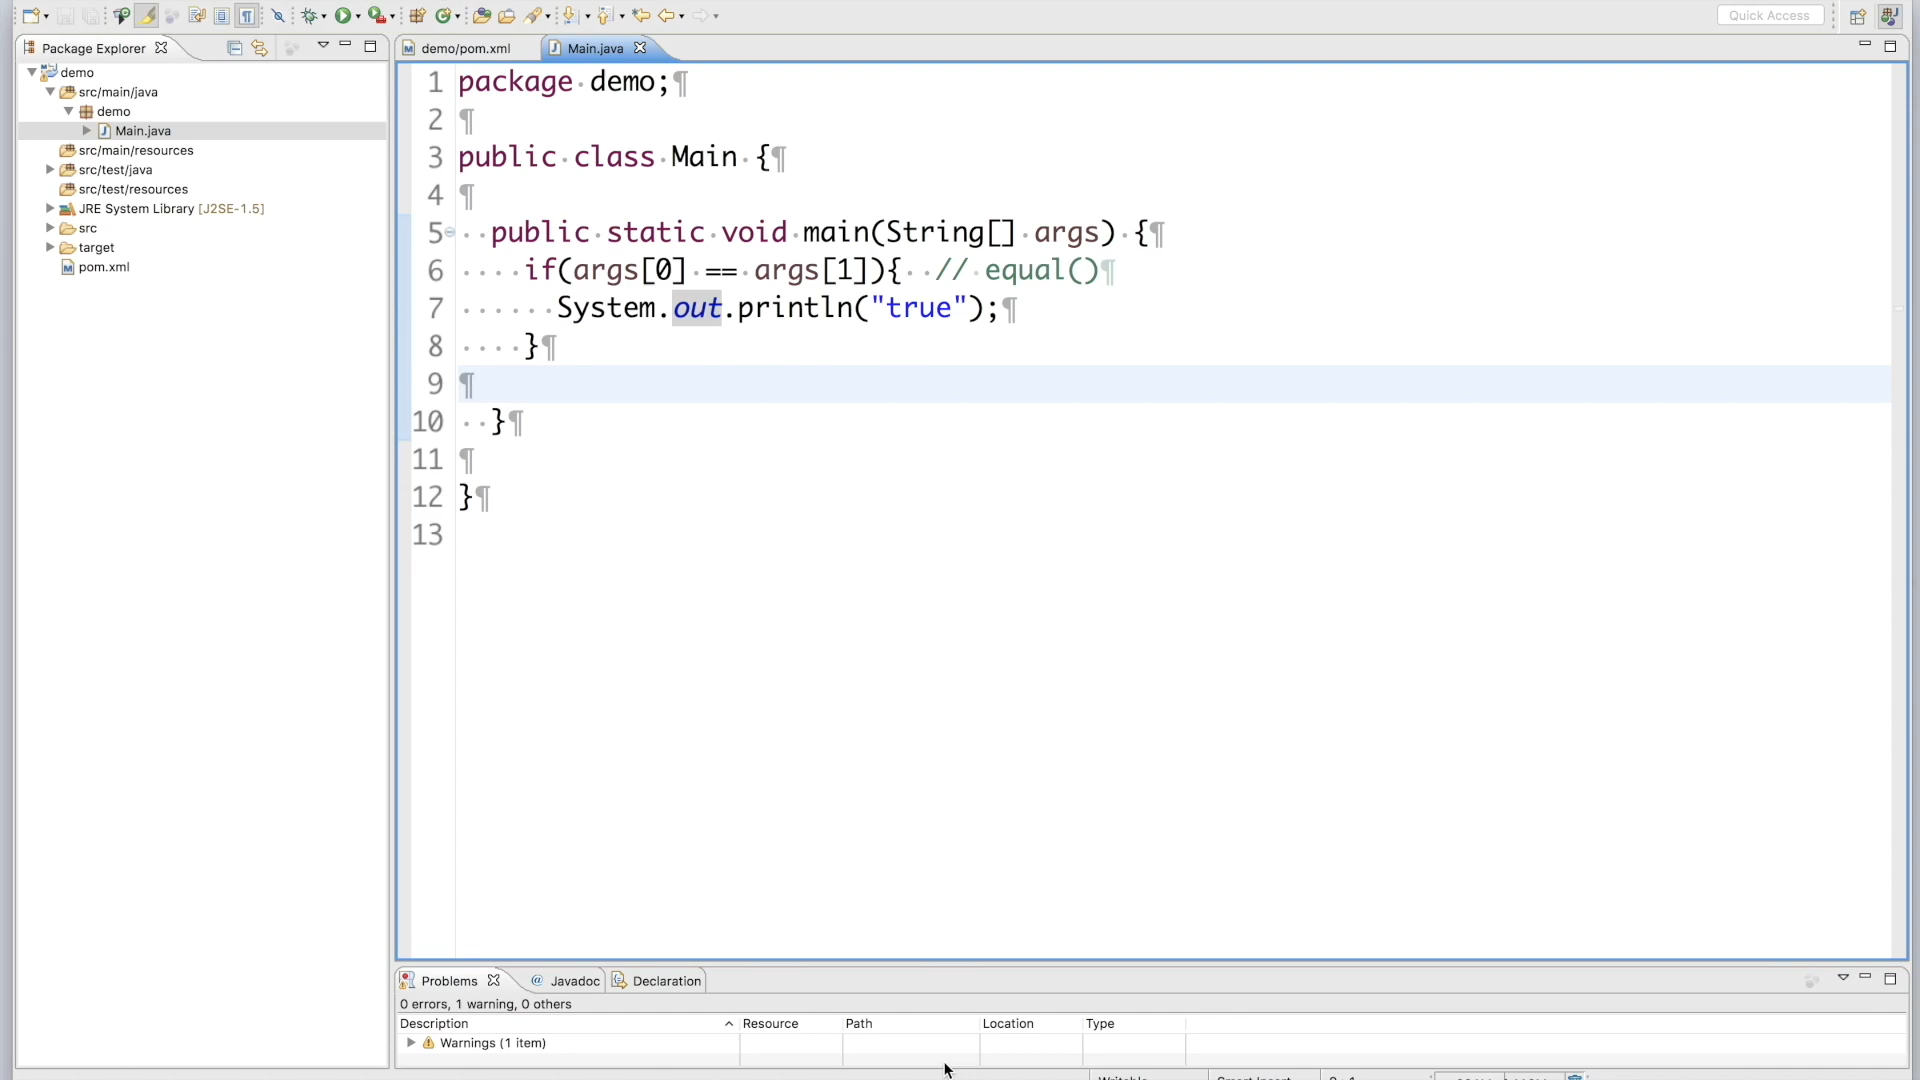 Quick Access
Package Explorer
demo/pom.xml
Main.java
demo
src/main/java
demo
Main.java
src/main/resources
src/test/java
src/test/resources
JRE System Library [J2SE-1.5]
src
target
pom.xml
1 package demo;¶
2 ¶
3 public class Main {¶
4 ¶
5 public static void main(String[] args) {¶
6 if(args[0] == args[1]){ // equal()¶
7 System.out.println("true");¶
8 }¶
9 ¶
10 }¶
11 ¶
12 }¶
13
Problems
@ Javadoc
Declaration
0 errors, 1 warning, 0 others
Description Resource Path Location Type
Warnings (1 item)